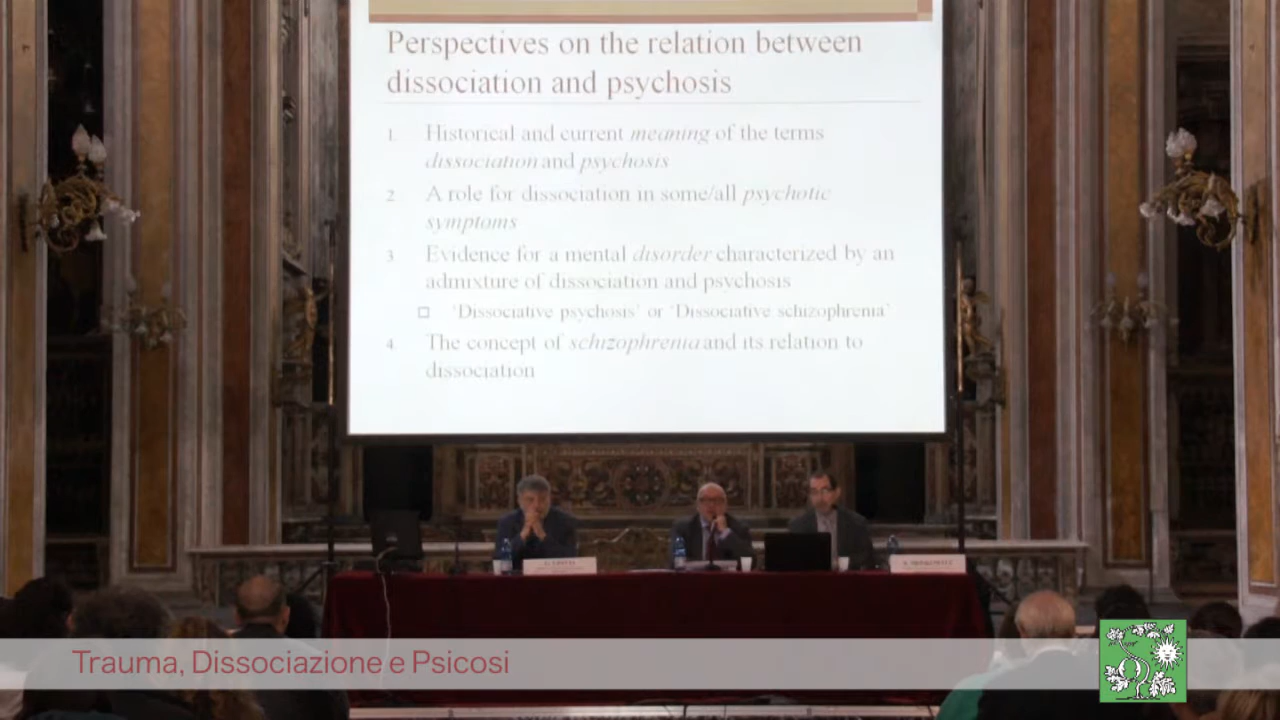 Perspectives on the relation between
dissociation and psychosis
1. Historical and current meaning of the terms
dissociation and psychosis
2 A role for dissociation in some/all psychotic
symptoms
3 Evidence for a mental disorder characterized by an
admixture of dissociation and psychosis
'Dissociative psychosis' or 'Dissociative schizophrenia'
4. The concept of schizophrenia and its relation to
dissociation
Trauma, Dissociazione e Psicosi